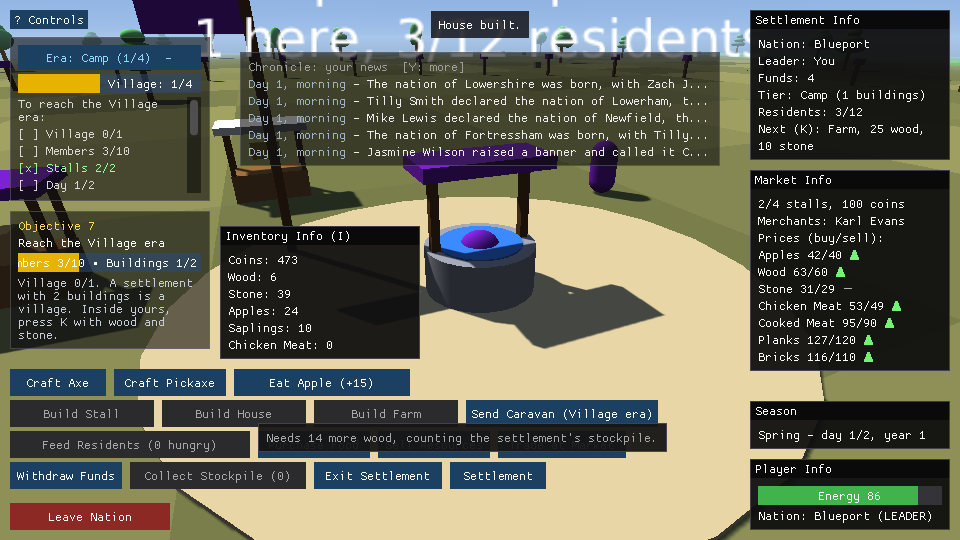 ? Controls
House built.
1 here, 3/12 residents
Era: Camp (1/4) –
Village: 1/4
To reach the Village
era:
[ ] Village 0/1
[ ] Members 3/10
[x] Stalls 2/2
[ ] Day 1/2
Chronicle: your news [Y: more]
Day 1, morning – The nation of Lowershire was born, with Zach J...
Day 1, morning – Tilly Smith declared the nation of Lowerham, t...
Day 1, morning – Mike Lewis declared the nation of Newfield, th...
Day 1, morning – The nation of Fortressham was born, with Tilly...
Day 1, morning – Jasmine Wilson raised a banner and called it C...
Settlement Info
Nation: Blueport
Leader: You
Funds: 4
Tier: Camp (1 buildings)
Residents: 3/12
Next (K): Farm, 25 wood,
10 stone
Market Info
2/4 stalls, 100 coins
Merchants: Karl Evans
Prices (buy/sell):
Apples 42/40
Wood 63/60
Stone 31/29 —
Chicken Meat 53/49
Cooked Meat 95/90
Planks 127/120
Bricks 116/110
Objective 7
Reach the Village era
mbers 3/10 • Buildings 1/2
Village 0/1. A settlement
with 2 buildings is a
village. Inside yours,
press K with wood and
stone.
Inventory Info (I)
Coins: 473
Wood: 6
Stone: 39
Apples: 24
Saplings: 10
Chicken Meat: 0
Craft Axe
Craft Pickaxe
Eat Apple (+15)
Build Stall
Build House
Build Farm
Send Caravan (Village era)
Feed Residents (0 hungry)
Needs 14 more wood, counting the settlement's stockpile.
Withdraw Funds
Collect Stockpile (0)
Exit Settlement
Settlement
Leave Nation
Season
Spring – day 1/2, year 1
Player Info
Energy 86
Nation: Blueport (LEADER)